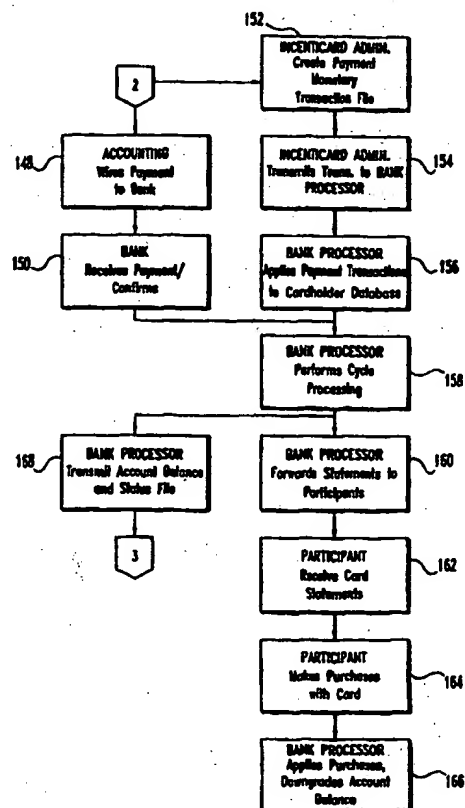 152
INCENTICARD ADMIN.
Create Payment
Monetary
Transaction File
2
148
ACCOUNTING
Wires Payment
to Bank
INCENTICARD ADMIN.
Transmits Trans. to BANK
PROCESSOR
154
150
BANK
Receives Payment/
Confirms
BANK PROCESSOR
Applies Payment Transactions
to Cardholder Database
156
BANK PROCESSOR
Performs Cycle
Processing
158
168
BANK PROCESSOR
Transmit Account Balance
and Status File
BANK PROCESSOR
Forwards Statements to
Participants
160
3
PARTICIPANT
Receive Card
Statements
162
PARTICIPANT
Makes Purchases
with Card
164
BANK PROCESSOR
Applies Purchases,
Downgrades Account
Balance
166